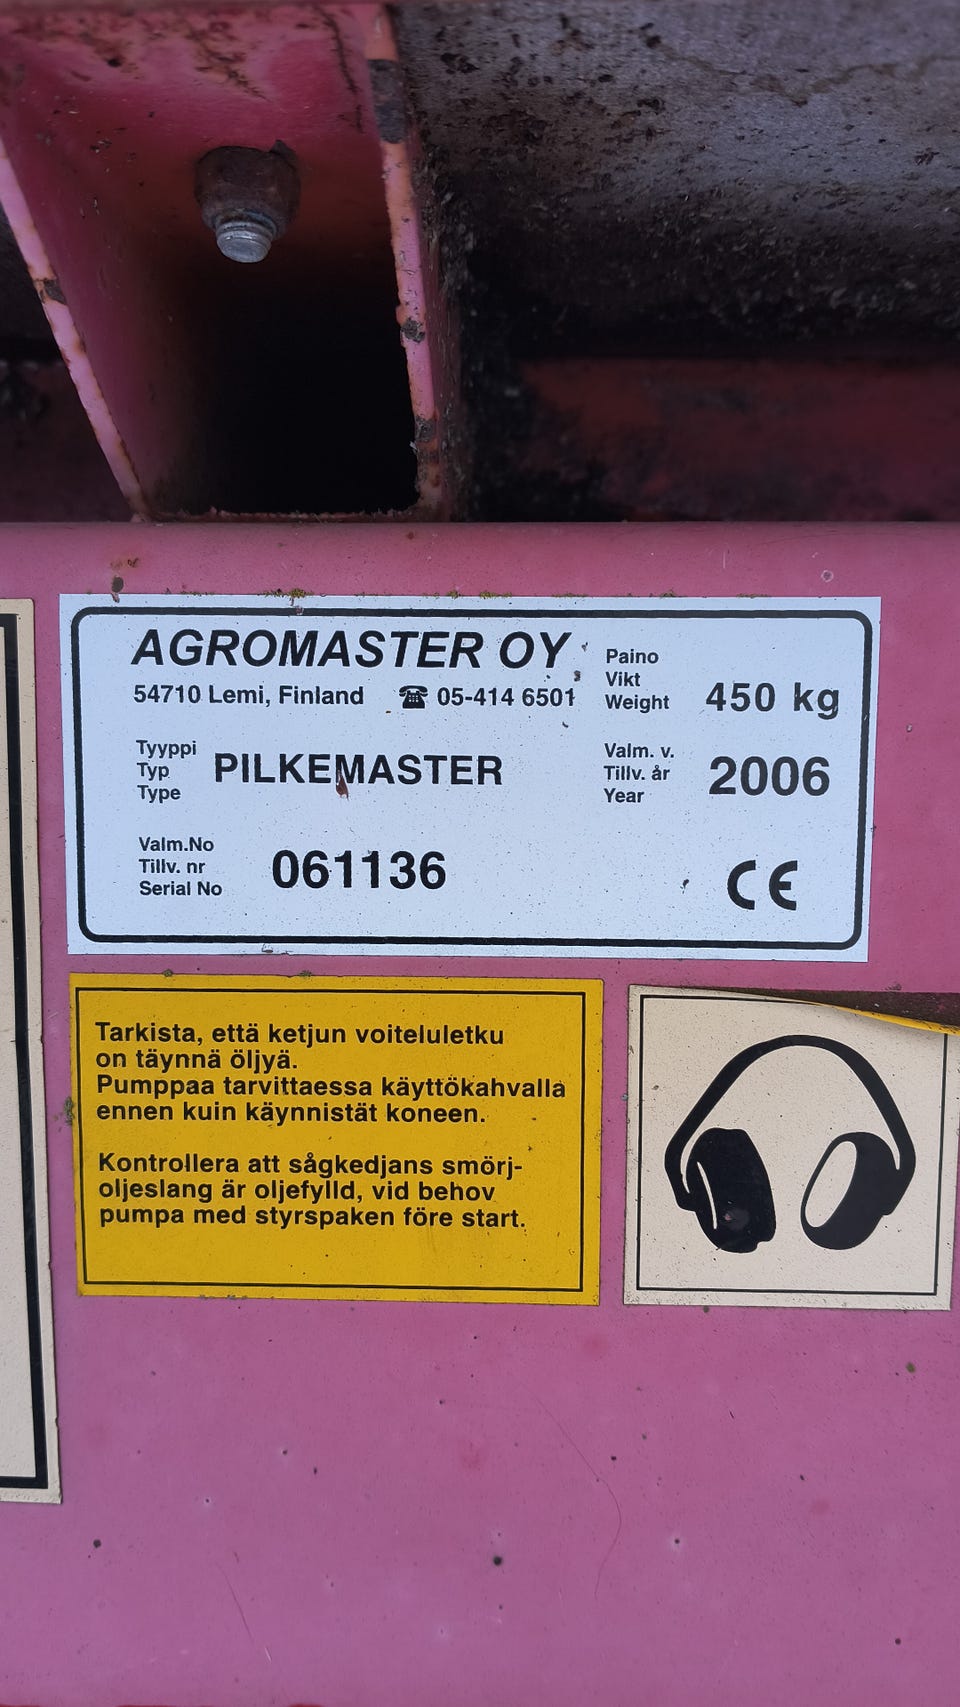 AGROMASTER OY
54710 Lemi, Finland ☎ 05-414 6501
Paino
Vikt
Weight 450 kg
Tyyppi
Typ
Type PILKEMASTER
Valm. v.
Tillv. år
Year 2006
Valm.No
Tillv. nr
Serial No 061136
CE
Tarkista, että ketjun voiteluletku
on täynnä öljyä.
Pumppaa tarvittaessa käyttökahvalla
ennen kuin käynnistät koneen.
Kontrollera att sågkedjans smörj-
oljeslang är oljefylld, vid behov
pumpa med styrspaken före start.